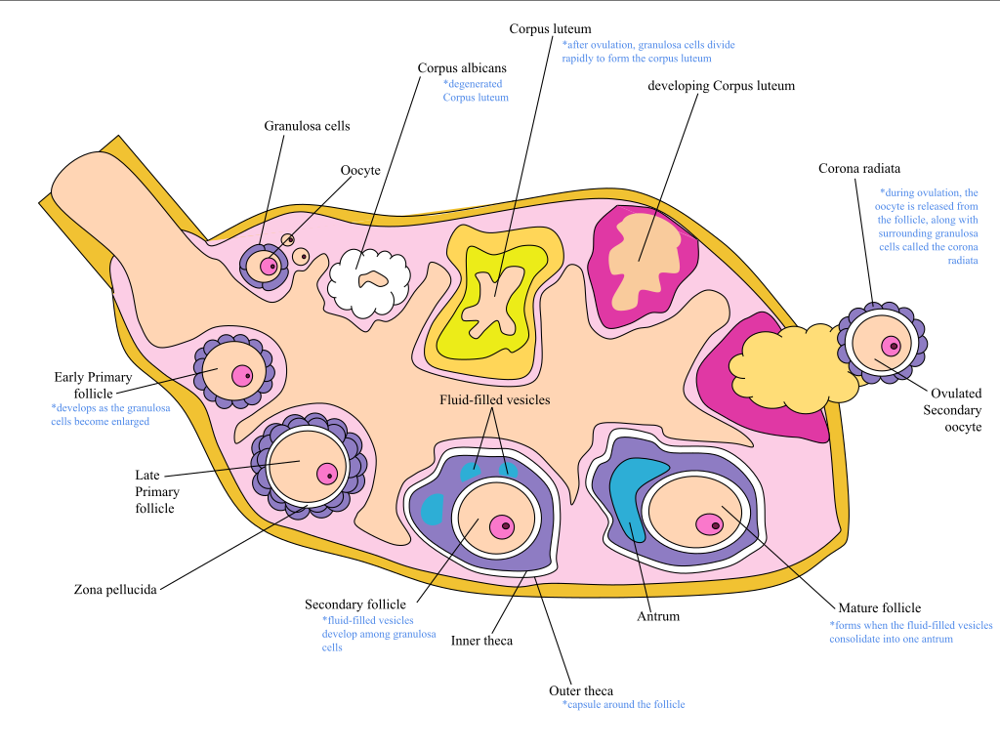 Corpus luteum
*after ovulation, granulosa cells divide
rapidly to form the corpus luteum
Corpus albicans
*degenerated
Corpus luteum
developing Corpus luteum
Granulosa cells
Oocyte
Corona radiata
*during ovulation, the
oocyte is released from
the follicle, along with
surrounding granulosa
cells called the corona
radiata
Early Primary
follicle
*develops as the granulosa
cells become enlarged
Fluid-filled vesicles
Ovulated
Secondary
oocyte
Late
Primary
follicle
Zona pellucida
Secondary follicle
*fluid-filled vesicles
develop among granulosa
cells
Inner theca
Antrum
Mature follicle
*forms when the fluid-filled vesicles
consolidate into one antrum
Outer theca
*capsule around the follicle